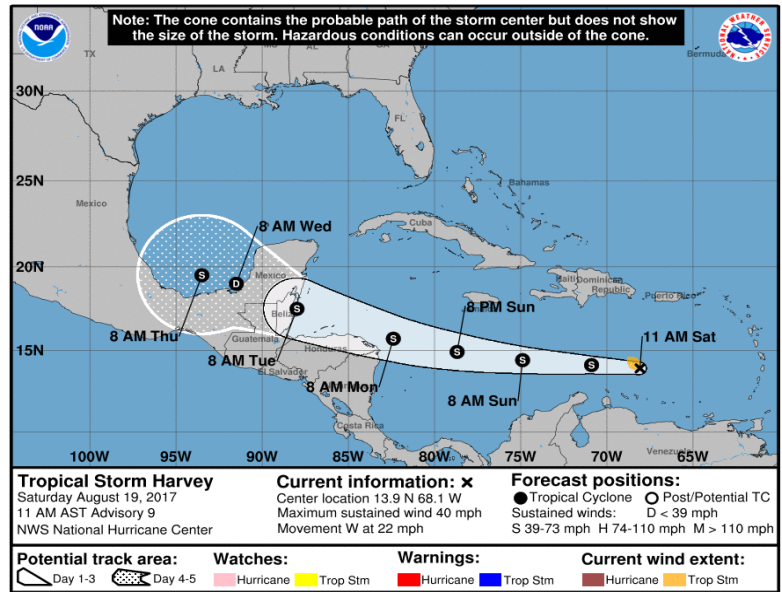 Note: The cone contains the probable path of the storm center but does not show
the size of the storm. Hazardous conditions can occur outside of the cone.
NOAA
NATIONAL WEATHER SERVICE
TX
LA
MS
AL
GA
FL
Bermuda
Bahamas
Mexico
Cuba
Mexico
Haiti
Dominican
Republic
Puerto Rico
Belize
Guatemala
Honduras
El Salvador
Costa Rica
Venezuela
30N
25N
20N
15N
8 AM Wed
8 AM Thu
8 AM Tue
8 PM Sun
8 AM Mon
8 AM Sun
11 AM Sat
S
D
S
S
S
S
S
100W 95W 90W 85W 80W 75W 70W 65W
Tropical Storm Harvey
Saturday August 19, 2017
11 AM AST Advisory 9
NWS National Hurricane Center
Current information: ×
Center location 13.9 N 68.1 W
Maximum sustained wind 40 mph
Movement W at 22 mph
Forecast positions:
Tropical Cyclone Post/Potential TC
Sustained winds: D < 39 mph
S 39-73 mph H 74-110 mph M > 110 mph
Potential track area:
Day 1-3 Day 4-5
Watches:
Hurricane Trop Stm
Warnings:
Hurricane Trop Stm
Current wind extent:
Hurricane Trop Stm